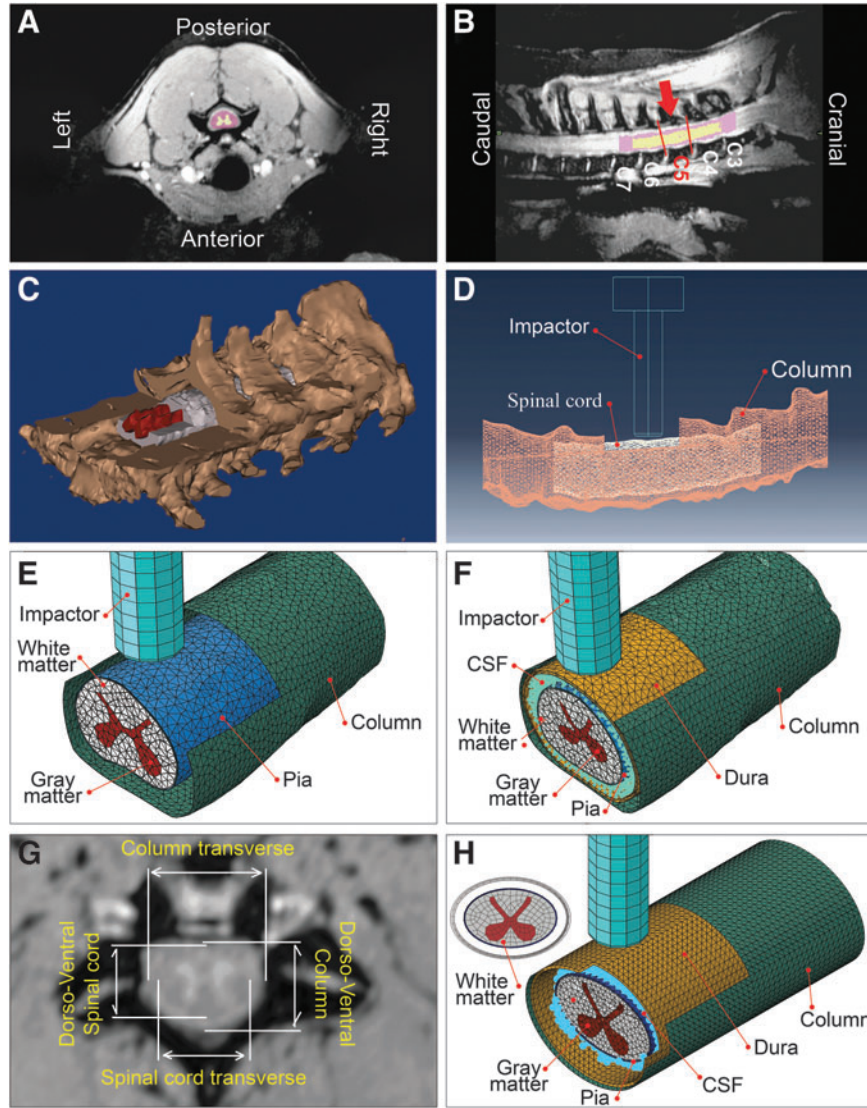 A
Posterior
Left
Right
Anterior
B
Caudal
Cranial
C7
C6
C5
C4
C3
C
D
Impactor
Column
Spinal cord
E
Impactor
White
matter
Gray
matter
Column
Pia
F
Impactor
CSF
White
matter
Gray
matter
Pia
Column
Dura
G
Column transverse
Dorso-Ventral
Spinal cord
Dorso-Ventral
Column
Spinal cord transverse
H
White
matter
Gray
matter
Pia
Column
Dura
CSF